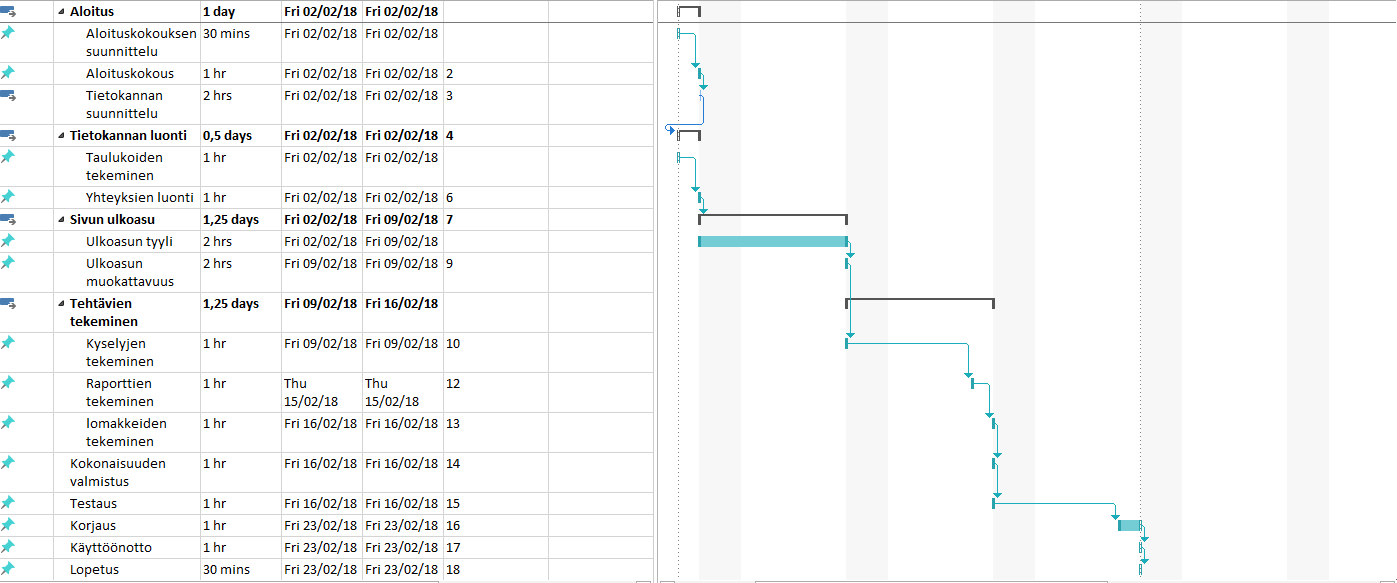 Aloitus 1 day Fri 02/02/18 Fri 02/02/18
Aloituskokouksen 30 mins Fri 02/02/18 Fri 02/02/18
suunnittelu
Aloituskokous 1 hr Fri 02/02/18 Fri 02/02/18 2
Tietokannan 2 hrs Fri 02/02/18 Fri 02/02/18 3
suunnittelu
Tietokannan luonti 0,5 days Fri 02/02/18 Fri 02/02/18 4
Taulukoiden 1 hr Fri 02/02/18 Fri 02/02/18
tekeminen
Yhteyksien luonti 1 hr Fri 02/02/18 Fri 02/02/18 6
Sivun ulkoasu 1,25 days Fri 02/02/18 Fri 09/02/18 7
Ulkoasun tyyli 2 hrs Fri 02/02/18 Fri 09/02/18
Ulkoasun 2 hrs Fri 09/02/18 Fri 09/02/18 9
muokattavuus
Tehtävien 1,25 days Fri 09/02/18 Fri 16/02/18
tekeminen
Kyselyjen 1 hr Fri 09/02/18 Fri 09/02/18 10
tekeminen
Raporttien 1 hr Thu Thu 12
tekeminen 15/02/18 15/02/18
lomakkeiden 1 hr Fri 16/02/18 Fri 16/02/18 13
tekeminen
Kokonaisuuden 1 hr Fri 16/02/18 Fri 16/02/18 14
valmistus
Testaus 1 hr Fri 16/02/18 Fri 16/02/18 15
Korjaus 1 hr Fri 23/02/18 Fri 23/02/18 16
Käyttöönotto 1 hr Fri 23/02/18 Fri 23/02/18 17
Lopetus 30 mins Fri 23/02/18 Fri 23/02/18 18